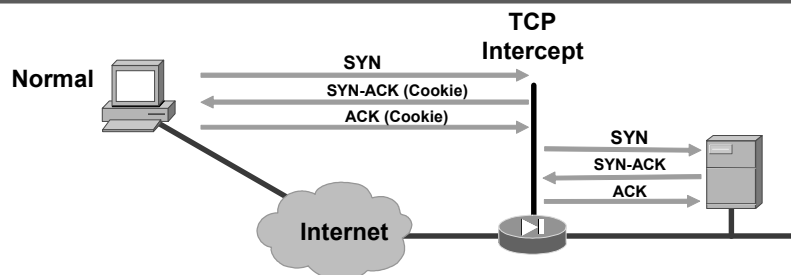 TCP
Intercept
Normal
SYN
SYN-ACK (Cookie)
ACK (Cookie)
SYN
SYN-ACK
ACK
Internet